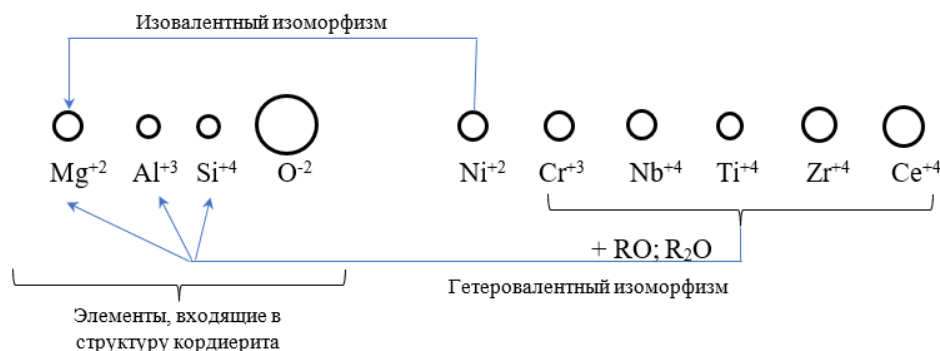 Изовалентный изоморфизм
Mg+2 Al+3 Si+4 O-2 Ni+2 Cr+3 Nb+4 Ti+4 Zr+4 Ce+4
+ RO; R2O
Гетеровалентный изоморфизм
Элементы, входящие в
структуру кордиерита